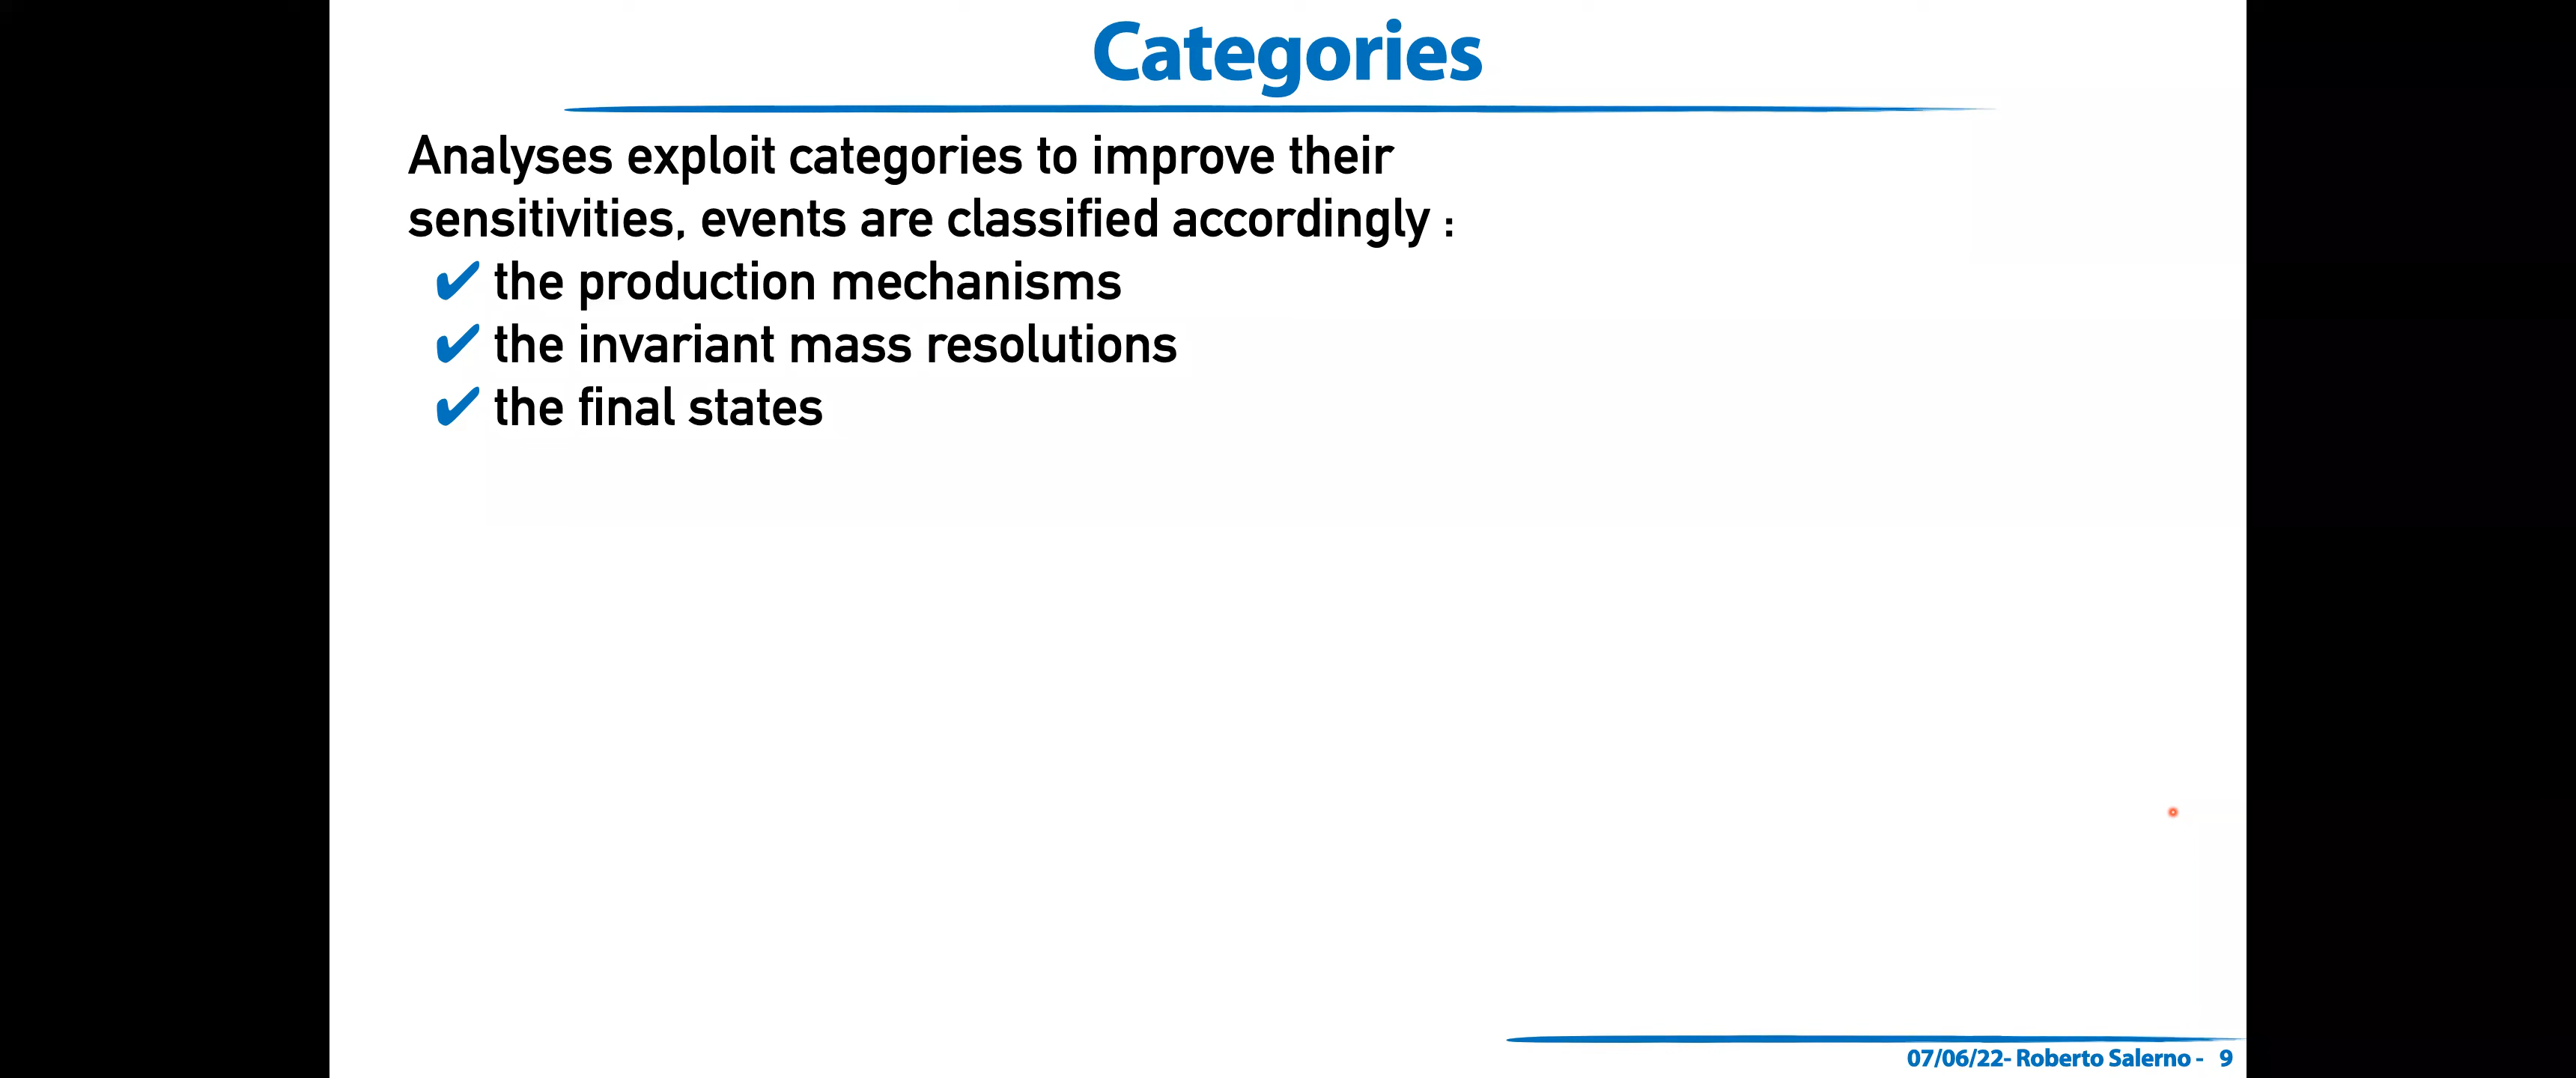 Categories
Analyses exploit categories to improve their
sensitivities, events are classified accordingly :
✔ the production mechanisms
✔ the invariant mass resolutions
✔ the final states
07/06/22- Roberto Salerno - 9